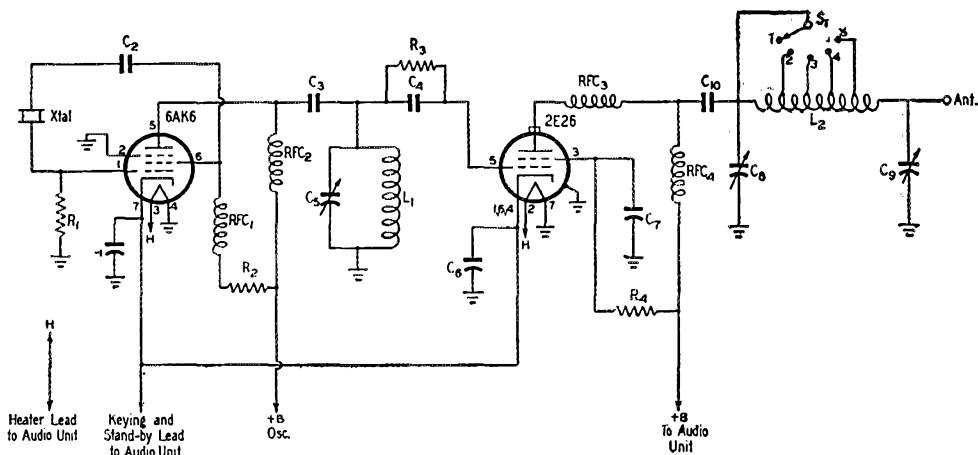 C2
Xtal
R1
6AK6
5
2
1
6
7
3
4
H
RFC1
R2
RFC2
C3
C5
L1
R3
C4
2E26
5
3
1,6,4
2
7
H
C6
C7
R4
RFC3
RFC4
C10
S1
1
2
3
4
L2
C8
C9
Ant.
H
Heater Lead
to Audio Unit
Keying and
Stand-by Lead
to Audio Unit
+B
Osc.
+B
To Audio
Unit